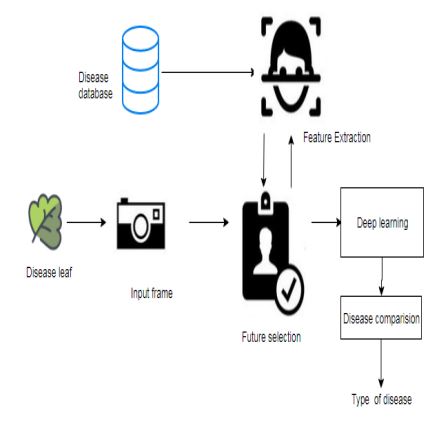 Disease
database
Feature Extraction
Deep learning
Disease leaf
Input frame
Disease comparision
Future selection
Type of disease